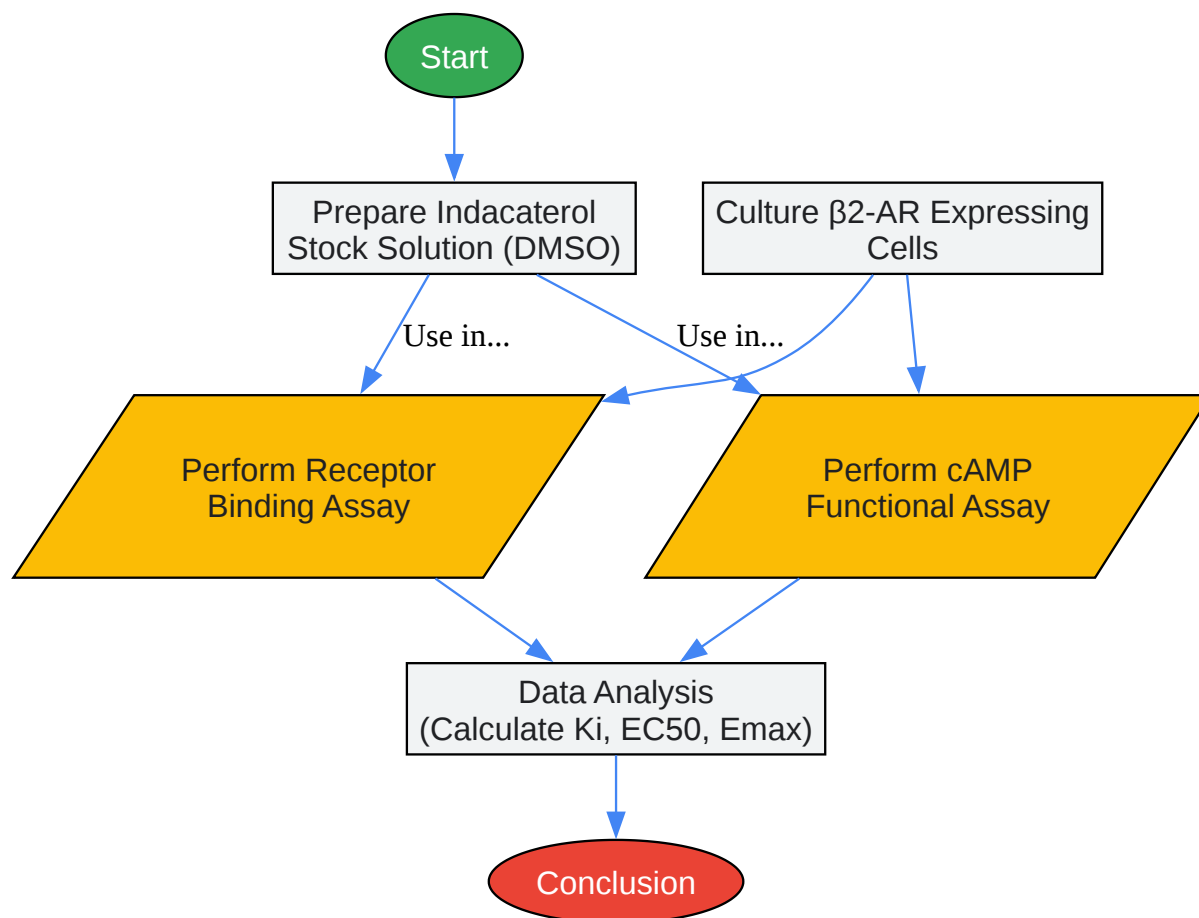 Start
Prepare Indacaterol
Stock Solution (DMSO)
Culture β2-AR Expressing
Cells
Use in...
Use in...
Perform Receptor
Binding Assay
Perform cAMP
Functional Assay
Data Analysis
(Calculate Ki, EC50, Emax)
Conclusion